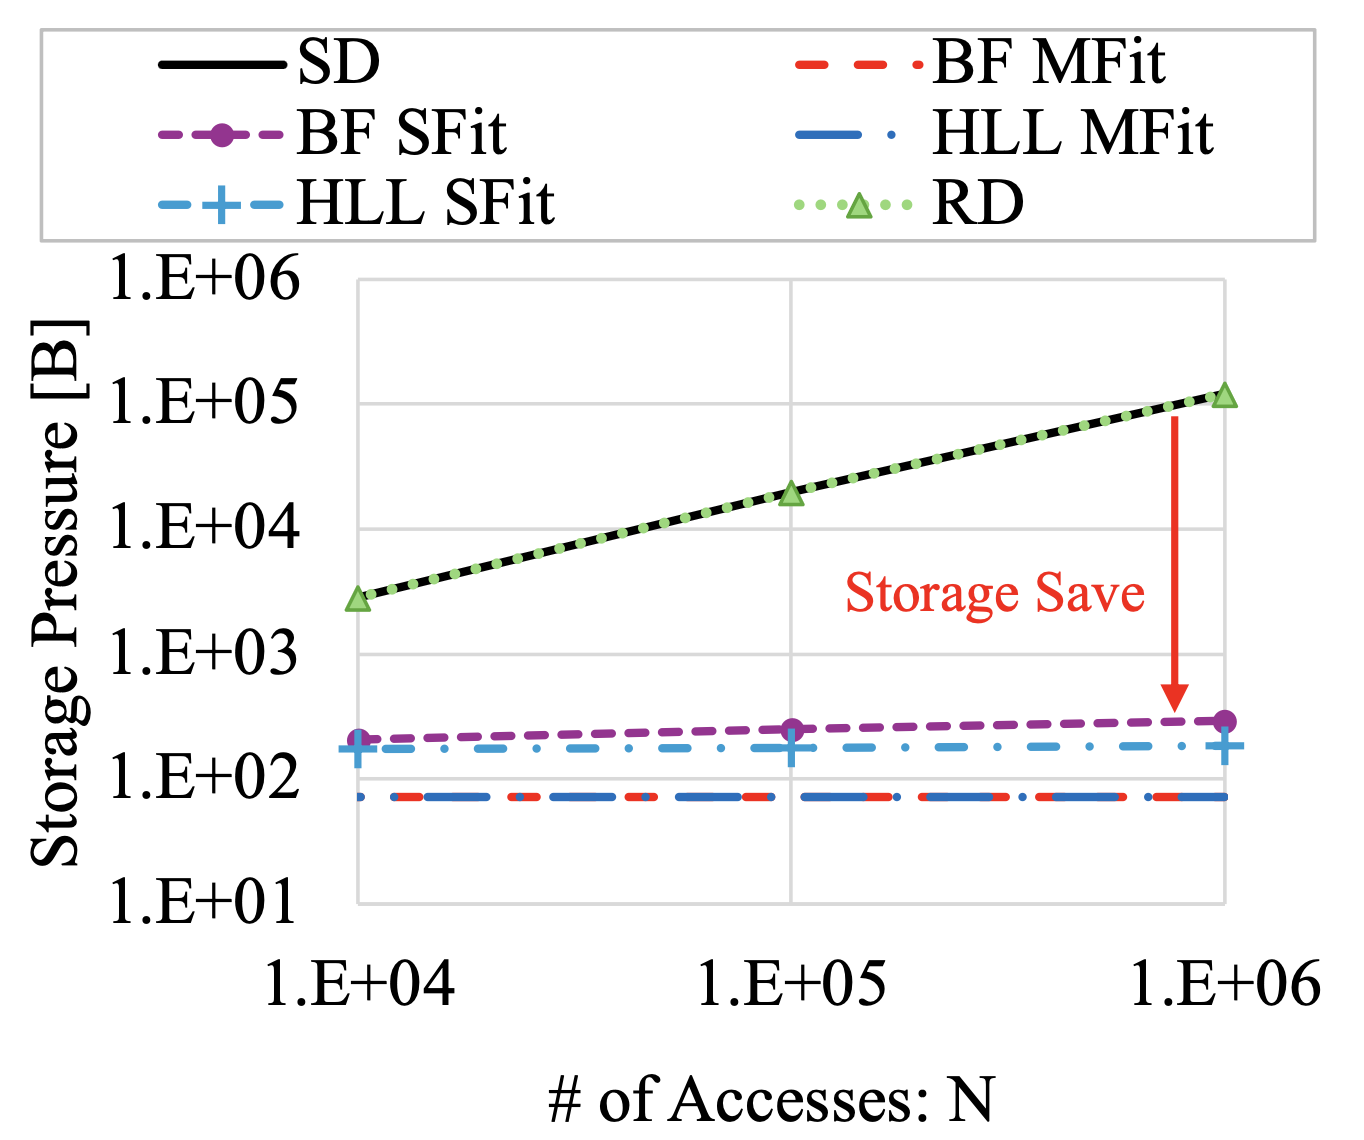 SD
BF MFit
BF SFit
HLL MFit
HLL SFit
RD
Storage Pressure [B]
1.E+06
1.E+05
1.E+04
1.E+03
1.E+02
1.E+01
Storage Save
1.E+04
1.E+05
1.E+06
# of Accesses: N